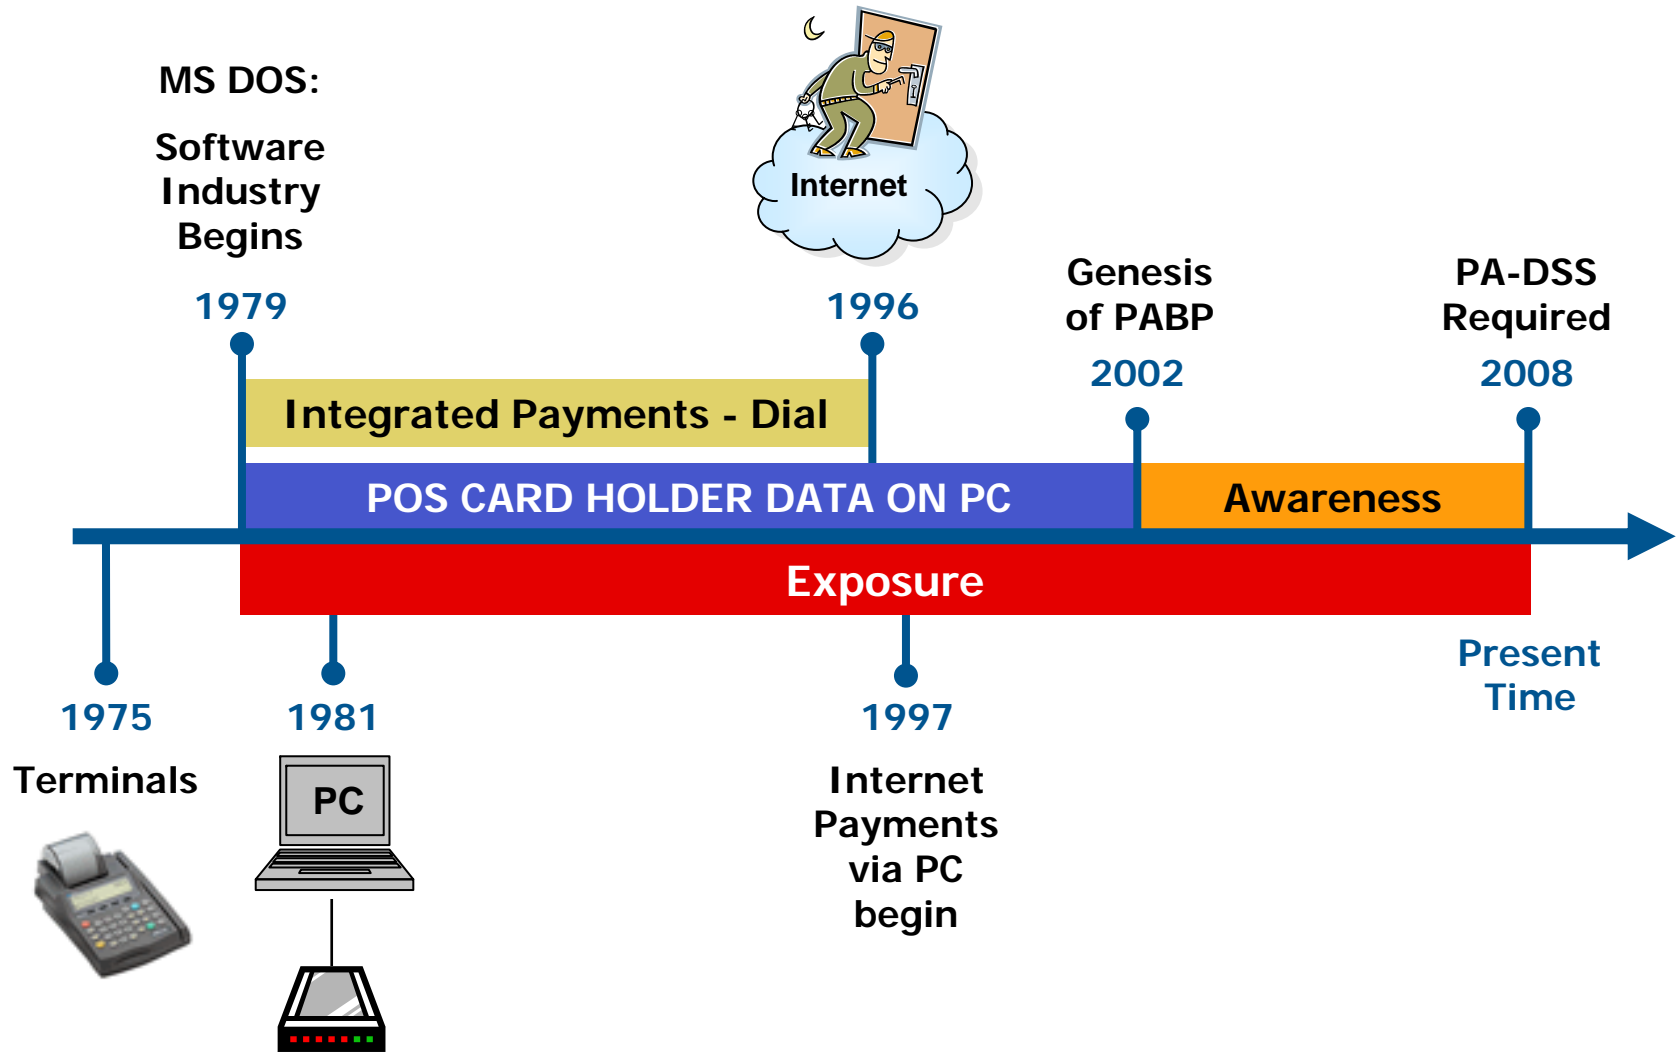 MS DOS:
Software
Industry
Begins
1979
Internet
1996
Genesis
of PABP
2002
PA-DSS
Required
2008
Integrated Payments - Dial
POS CARD HOLDER DATA ON PC
Awareness
Exposure
Present
Time
1975
Terminals
1981
PC
1997
Internet
Payments
via PC
begin